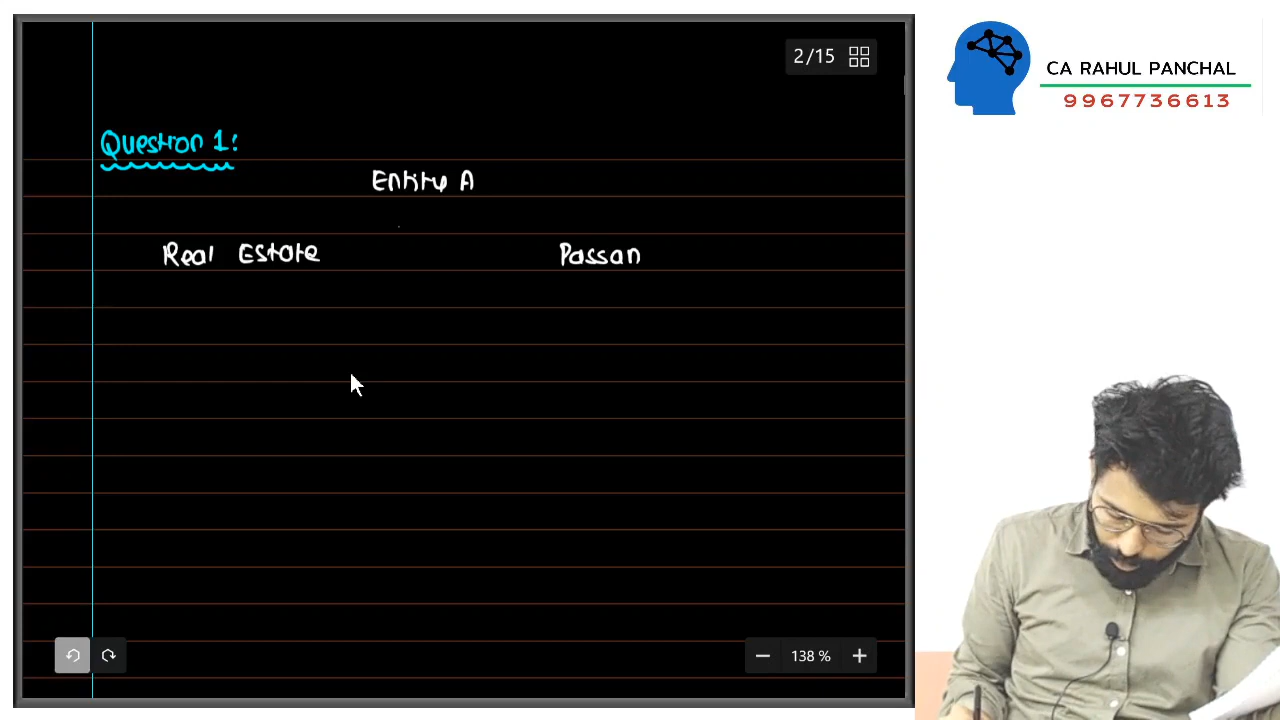 2/15
CA RAHUL PANCHAL
9967736613
Question 1:
Entity A
Real Estate Passan
138 %